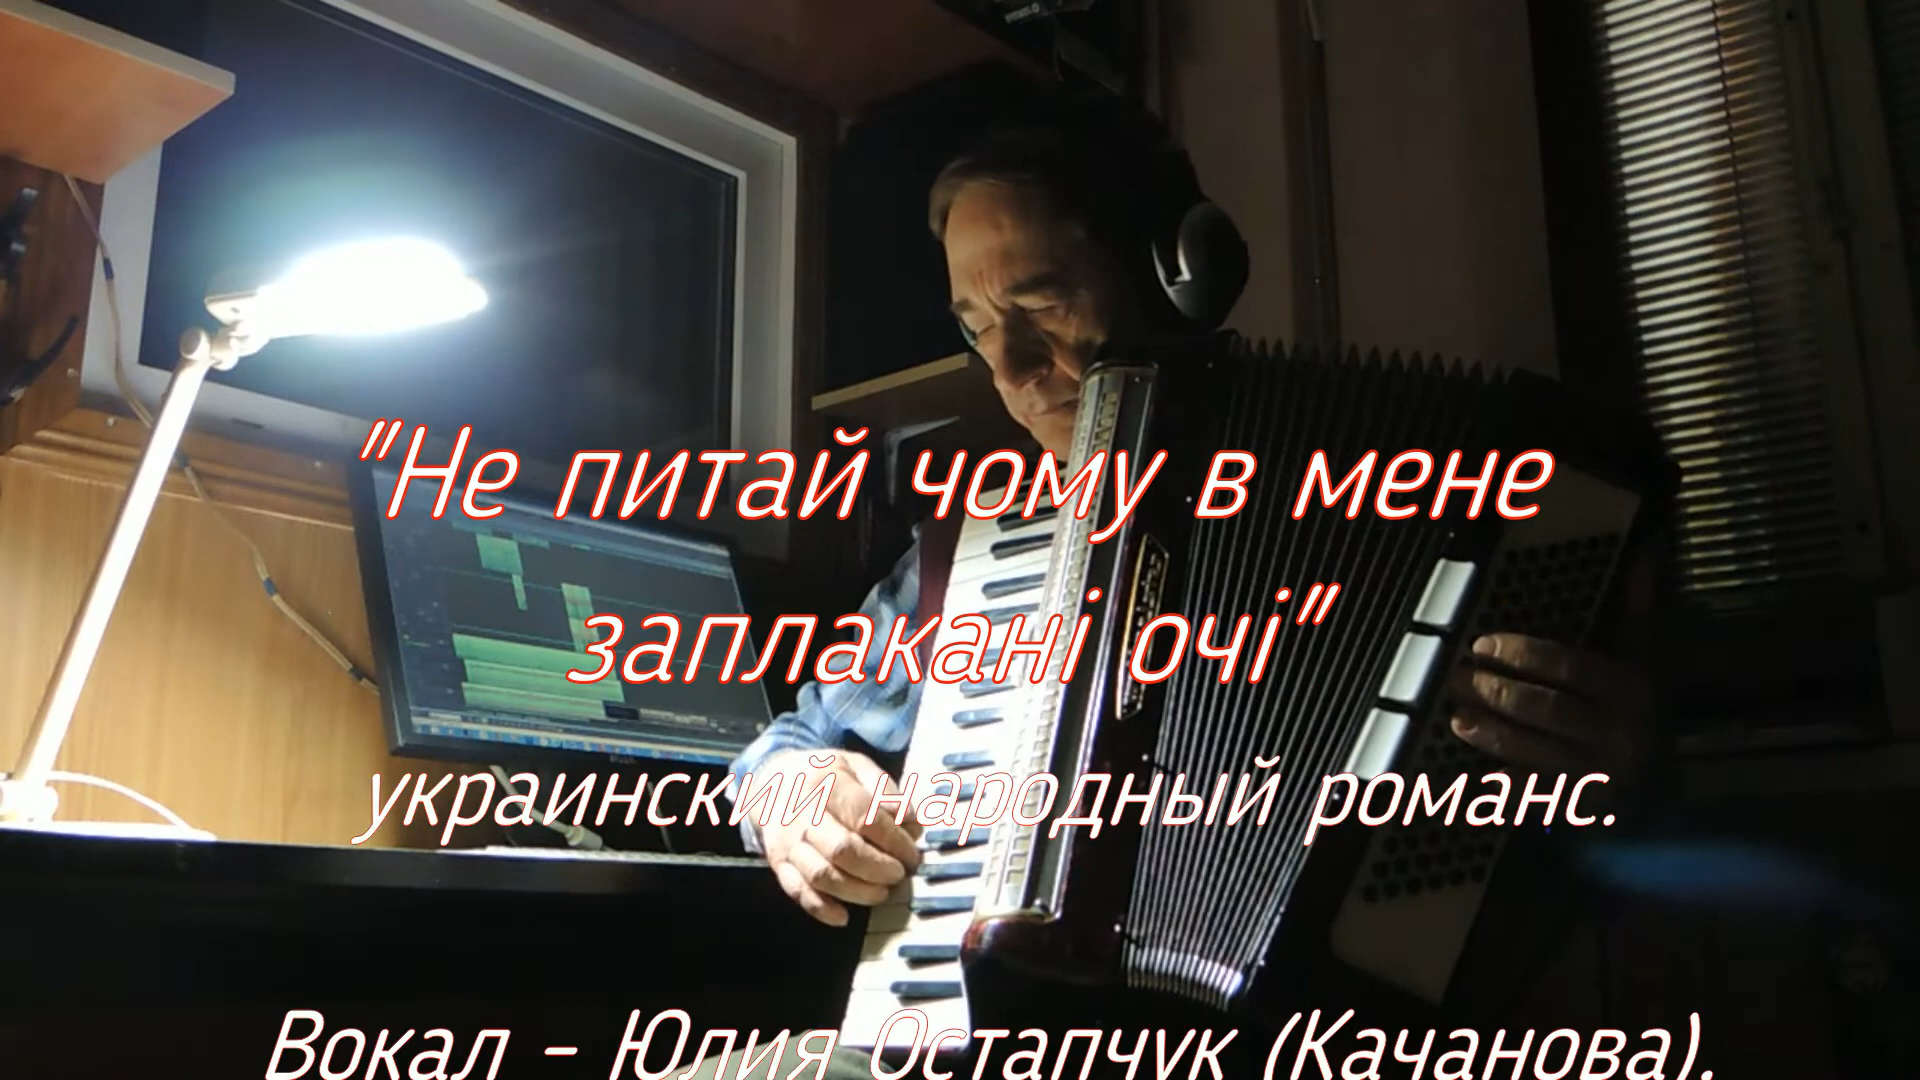 "Не питай чому в мене
заплакані очі"
украинский народный романс.
Вокал - Юлия Остапчук (Качанова).